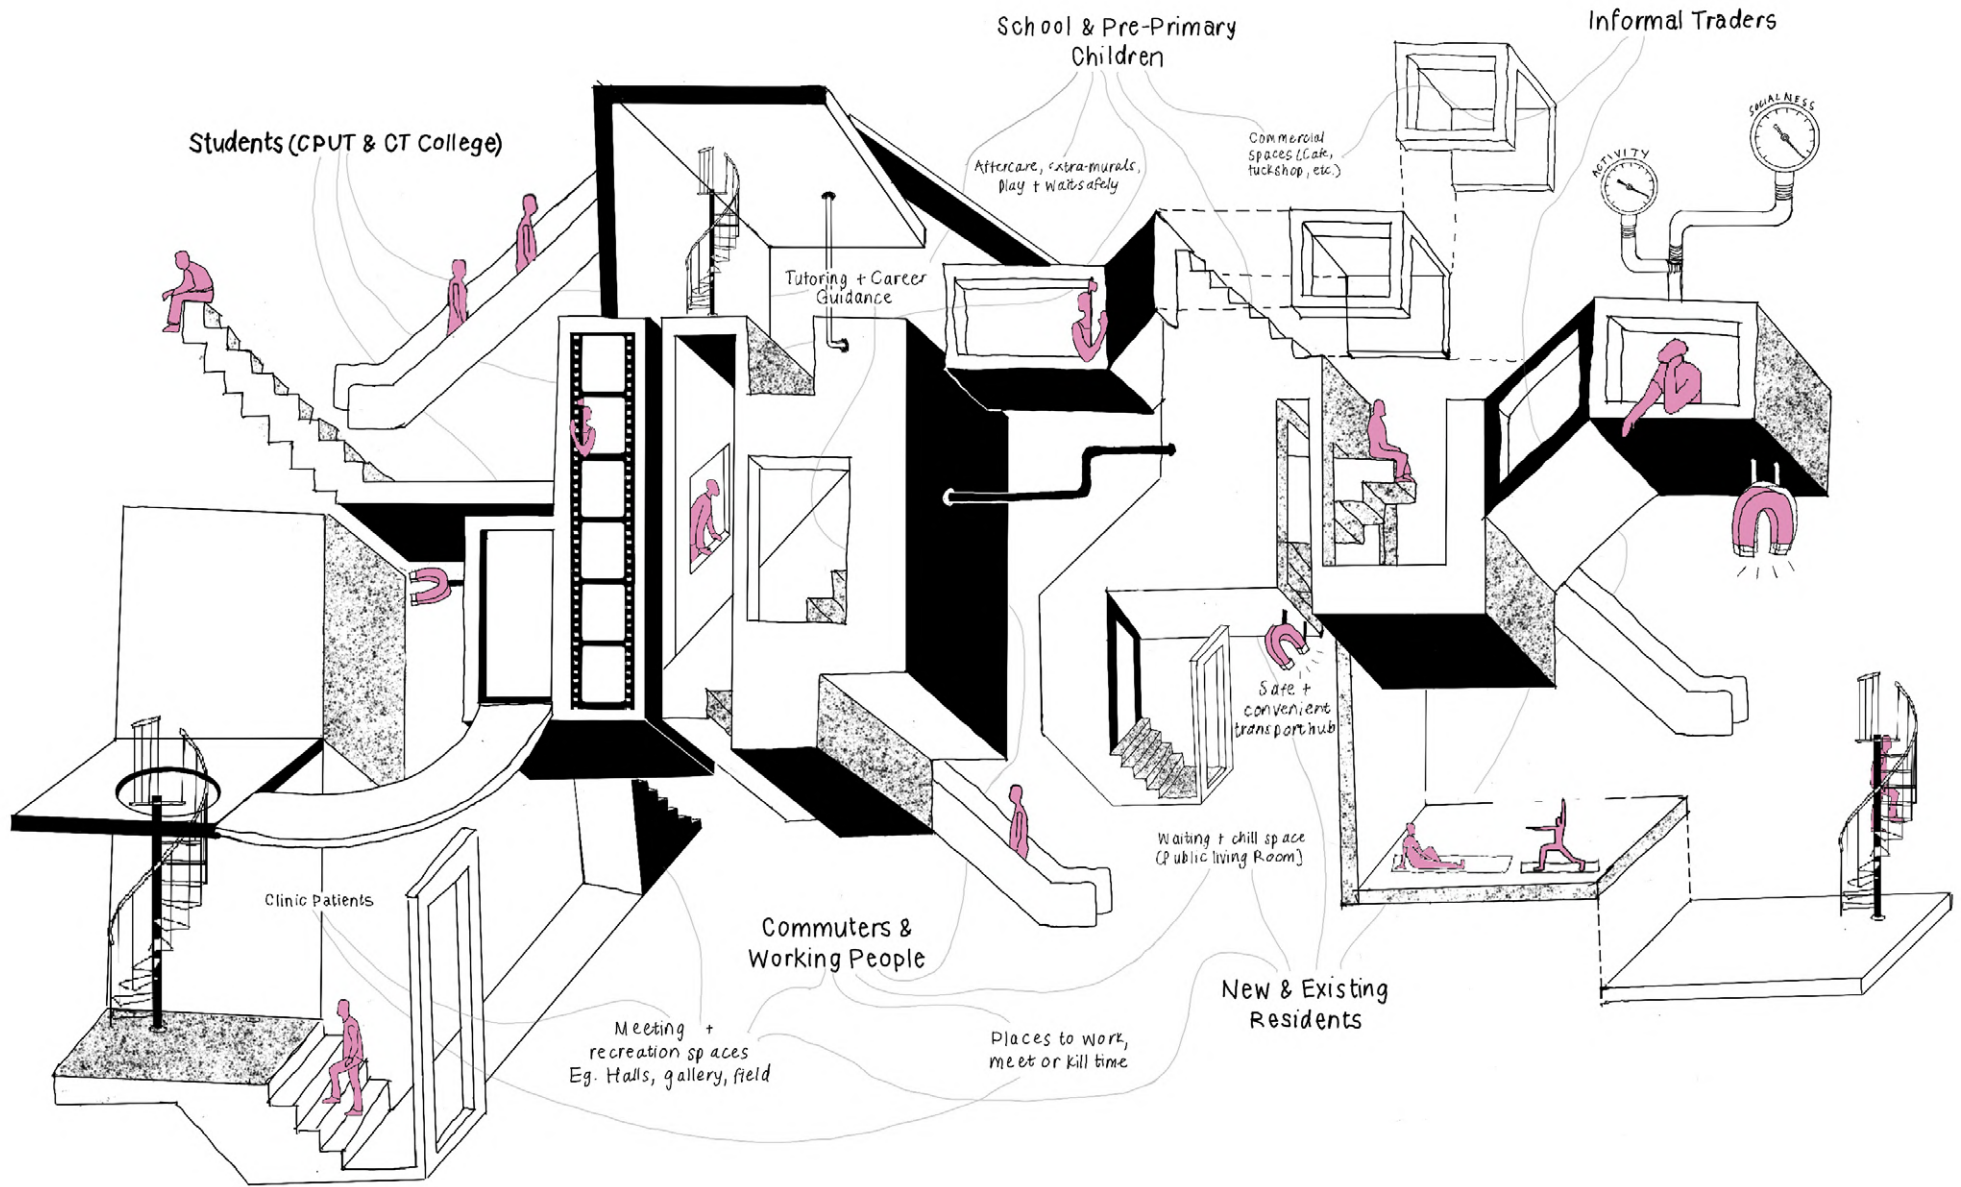 School & Pre-Primary
Children
Informal Traders
Students (CPUT & CT College)
Aftercare, extra-murals,
Play + Wait safely
Commercial
spaces (Cafe,
tuckshop, etc.)
ACTIVITY
SOCIALNESS
Tutoring + Career
Guidance
Safe +
convenient
transport hub
Waiting + chill space
(Public living Room)
Clinic Patients
Commuters &
Working People
New & Existing
Residents
Meeting +
recreation spaces
Eg. Halls, gallery, field
Places to work,
meet or kill time